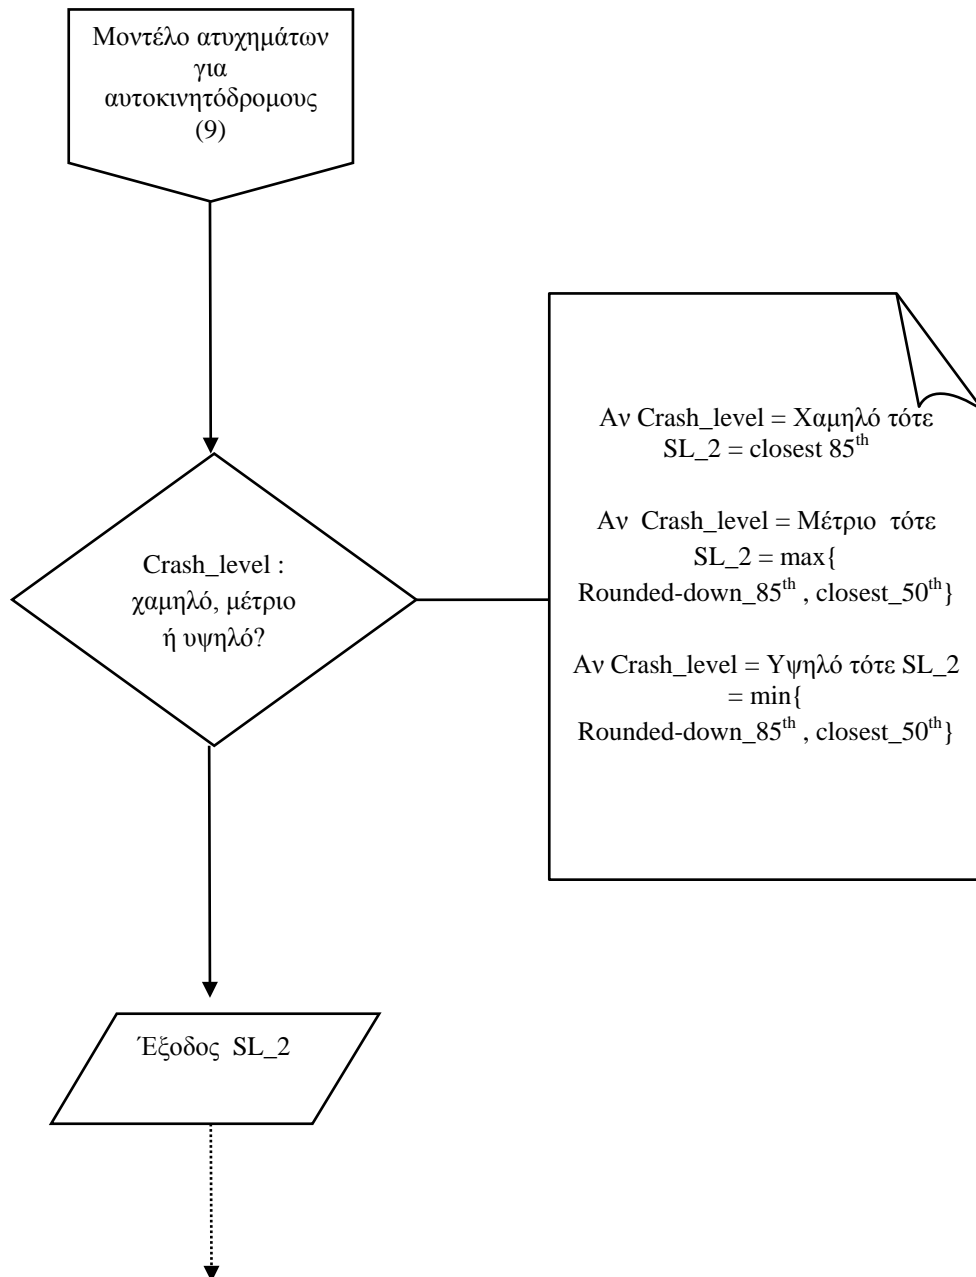 Μοντέλο ατυχημάτων
για
αυτοκινητόδρομους
(9)
Αν Crash_level = Χαμηλό τότε
SL_2 = closest 85th
Αν Crash_level = Μέτριο τότε
SL_2 = max{
Rounded-down_85th , closest_50th}
Αν Crash_level = Υψηλό τότε SL_2
= min{
Rounded-down_85th , closest_50th}
Crash_level :
χαμηλό, μέτριο
ή υψηλό?
Έξοδος SL_2